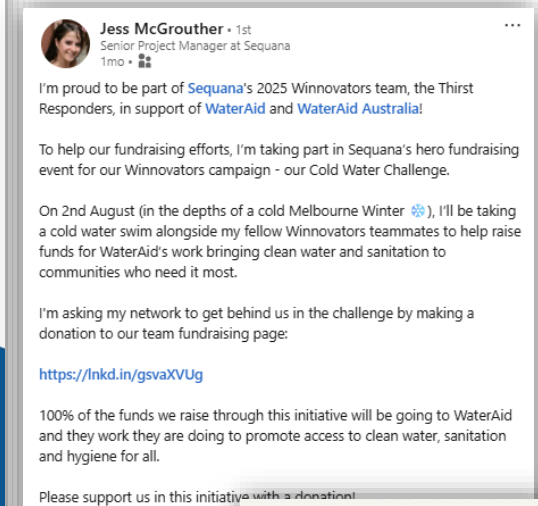 Jess McGrouther • 1st
Senior Project Manager at Sequana
1mo •
I'm proud to be part of Sequana's 2025 Winnovators team, the Thirst
Responders, in support of WaterAid and WaterAid Australia!
To help our fundraising efforts, I'm taking part in Sequana's hero fundraising
event for our Winnovators campaign - our Cold Water Challenge.
On 2nd August (in the depths of a cold Melbourne Winter ❄️), I'll be taking
a cold water swim alongside my fellow Winnovators teammates to help raise
funds for WaterAid's work bringing clean water and sanitation to
communities who need it most.
I'm asking my network to get behind us in the challenge by making a
donation to our team fundraising page:
https://lnkd.in/gsvaXVUg
100% of the funds we raise through this initiative will be going to WaterAid
and they work they are doing to promote access to clean water, sanitation
and hygiene for all.
Please support us in this initiative with a donation!